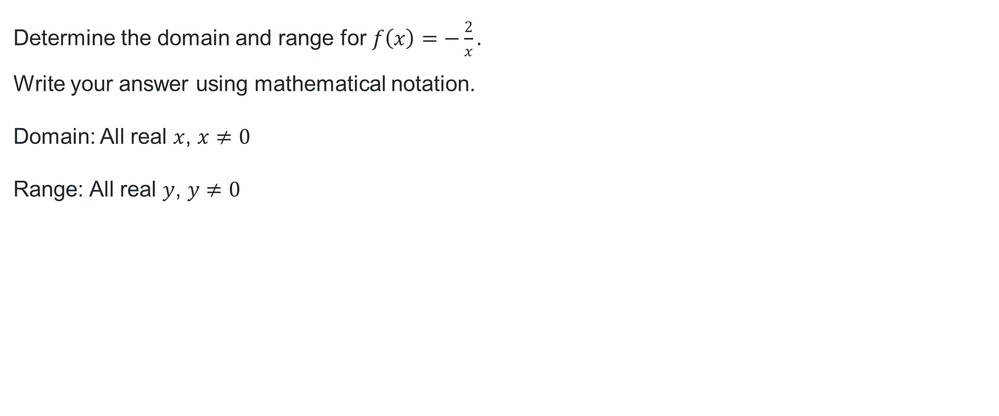 Determine the domain and range for f(x) = −2/x.
Write your answer using mathematical notation.
Domain: All real x, x ≠ 0
Range: All real y, y ≠ 0